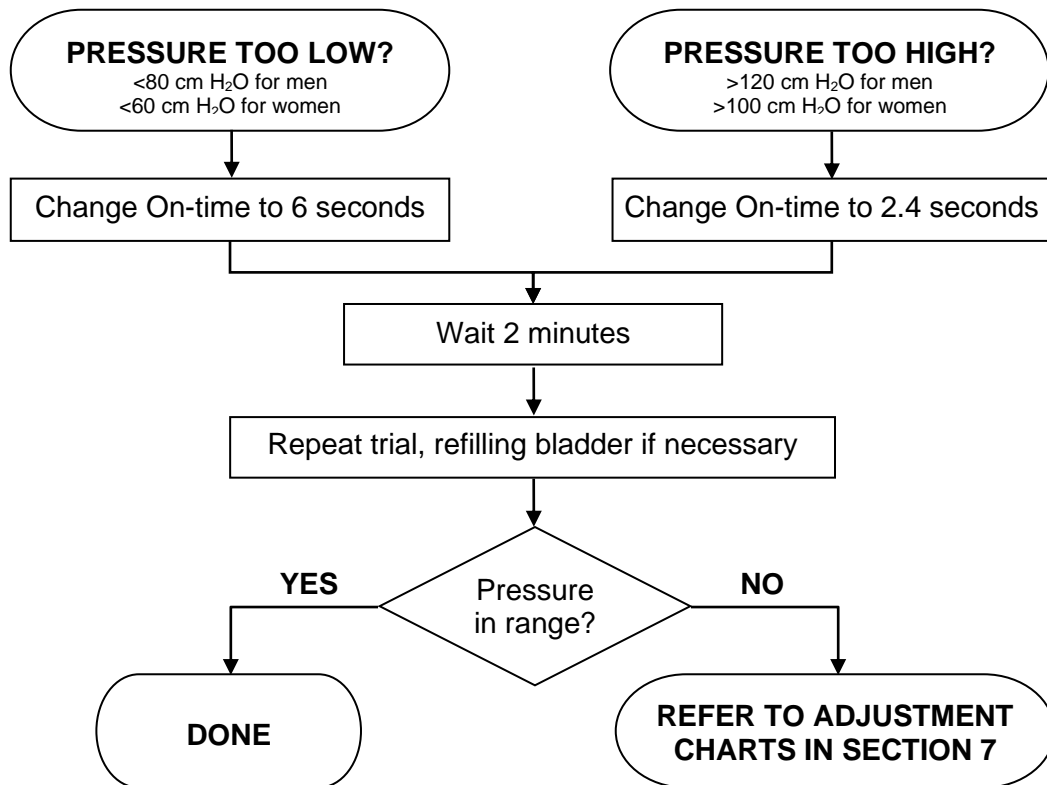 PRESSURE TOO LOW?
<80 cm H₂O for men
<60 cm H₂O for women
PRESSURE TOO HIGH?
>120 cm H₂O for men
>100 cm H₂O for women
Change On-time to 6 seconds
Change On-time to 2.4 seconds
Wait 2 minutes
Repeat trial, refilling bladder if necessary
YES
Pressure
in range?
NO
DONE
REFER TO ADJUSTMENT
CHARTS IN SECTION 7